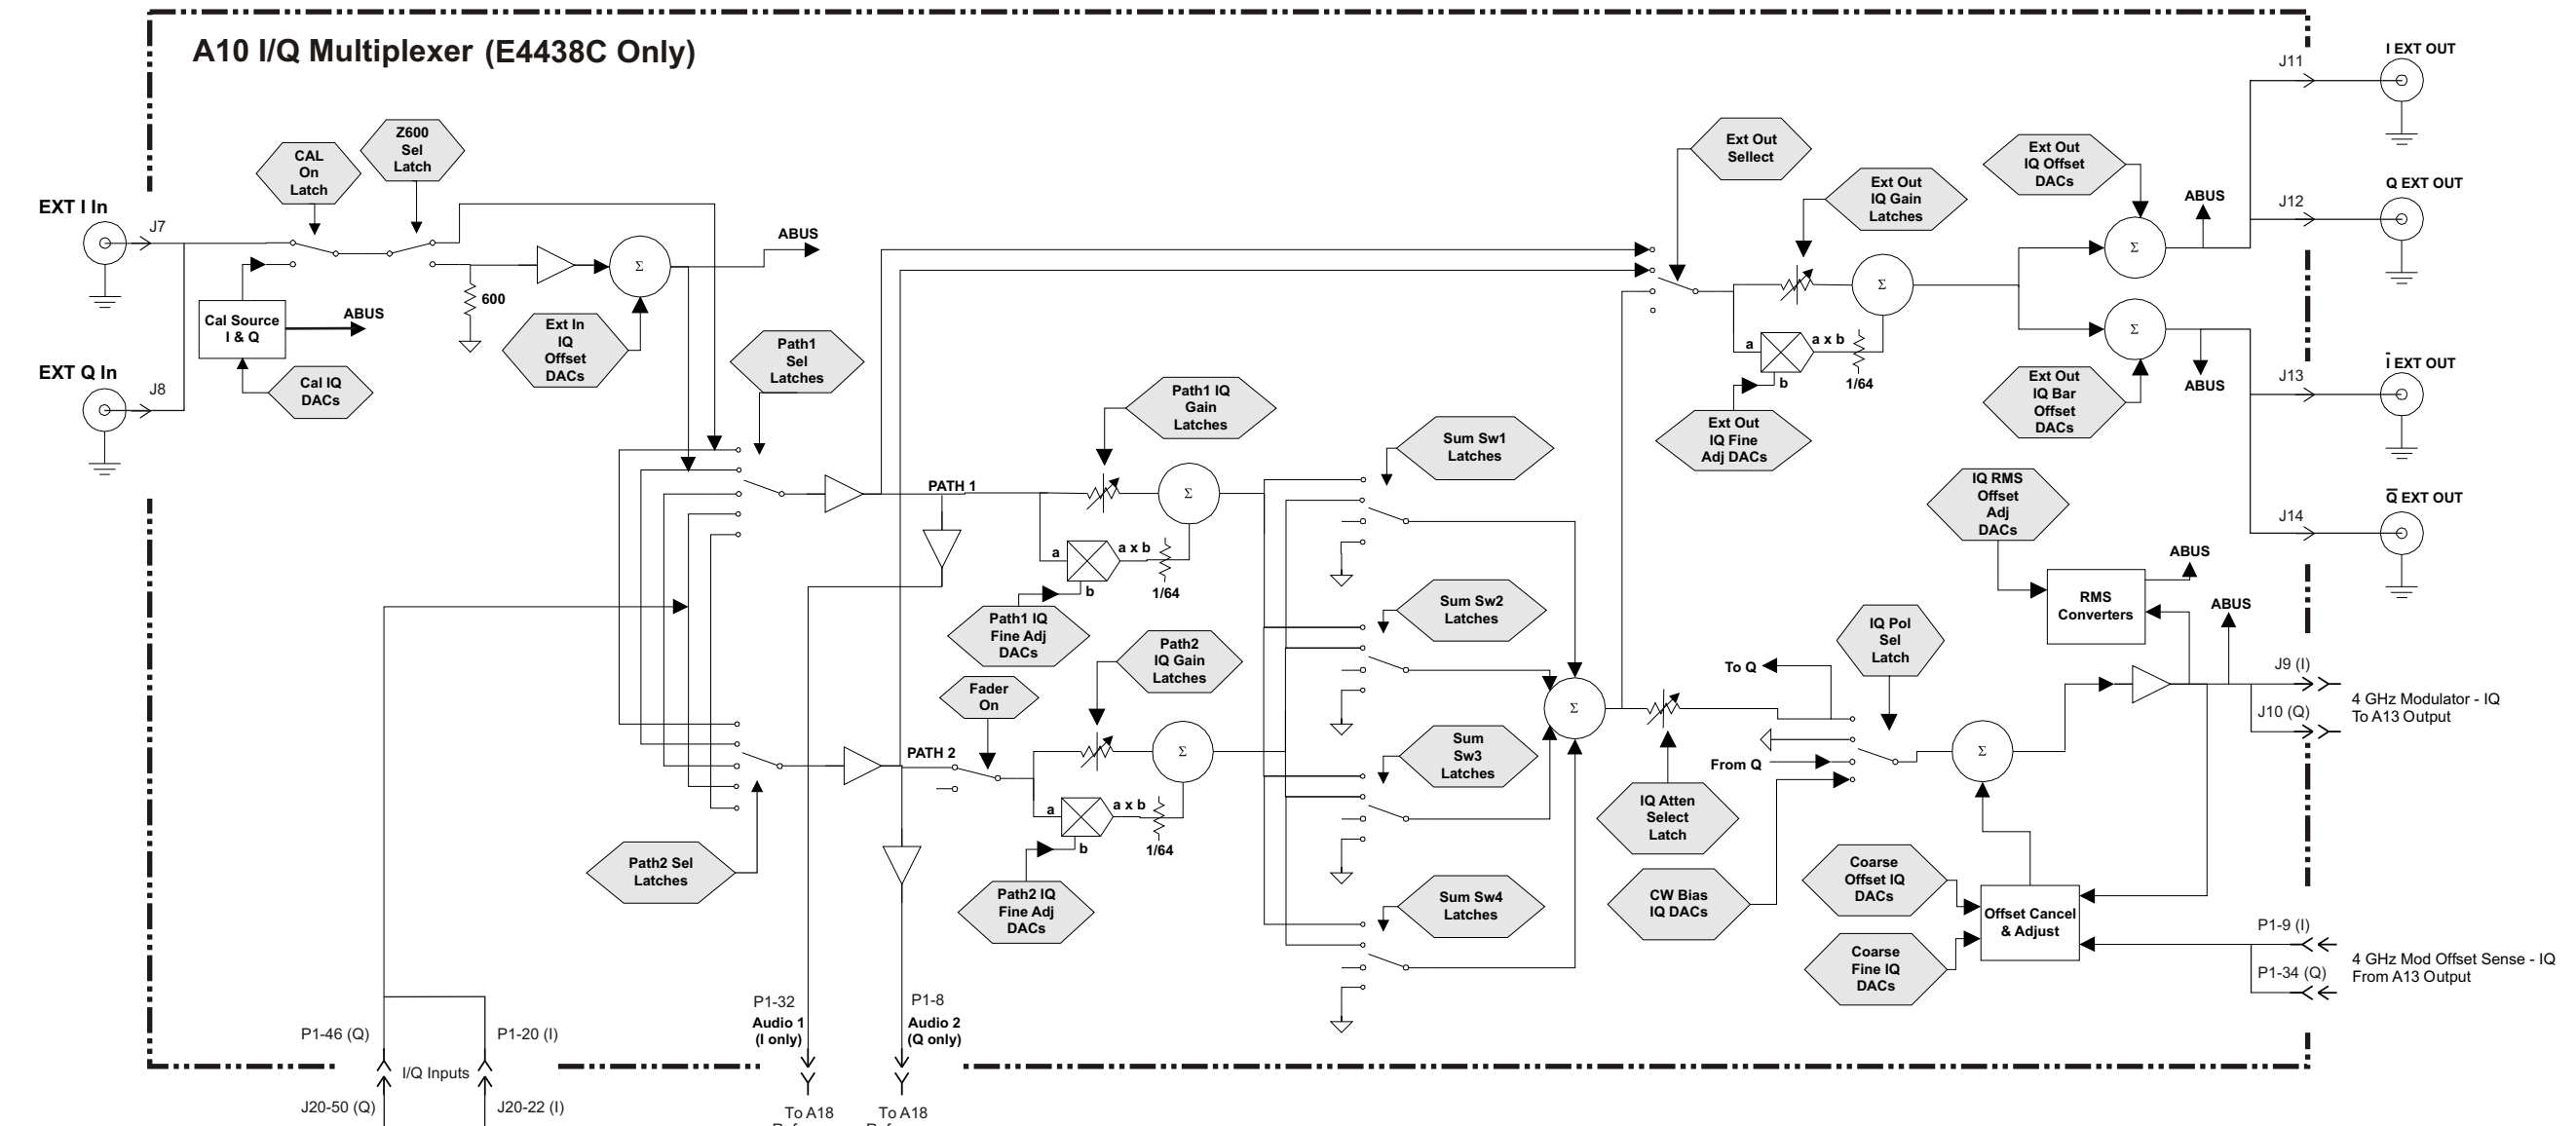 A10 I/Q Multiplexer (E4438C Only)
EXT I In
J7
EXT Q In
J8
CAL
On
Latch
Z600
Sel
Latch
Cal Source
I & Q
ABUS
Cal IQ
DACs
600
Σ
ABUS
Ext In
IQ
Offset
DACs
Path1
Sel
Latches
PATH 1
Path1 IQ
Gain
Latches
Σ
a
a x b
b
1/64
Path1 IQ
Fine Adj
DACs
Path2
IQ Gain
Latches
Fader
On
PATH 2
Σ
a
a x b
b
1/64
Path2 IQ
Fine Adj
DACs
Path2 Sel
Latches
Sum Sw1
Latches
Sum Sw2
Latches
Sum
Sw3
Latches
Sum Sw4
Latches
Σ
Ext Out
Sellect
Ext Out
IQ Gain
Latches
Σ
a
a x b
b
1/64
Ext Out
IQ Fine
Adj DACs
Ext Out
IQ Offset
DACs
Σ
ABUS
Σ
ABUS
Ext Out
IQ Bar
Offset
DACs
J11
I EXT OUT
J12
Q EXT OUT
J13
I̅ EXT OUT
J14
Q̅ EXT OUT
IQ RMS
Offset
Adj
DACs
RMS
Converters
ABUS
ABUS
IQ Pol
Sel
Latch
To Q
From Q
IQ Atten
Select
Latch
CW Bias
IQ DACs
Σ
Coarse
Offset IQ
DACs
Coarse
Fine IQ
DACs
Offset Cancel
& Adjust
J9 (I)
J10 (Q)
4 GHz Modulator - IQ
To A13 Output
P1-9 (I)
P1-34 (Q)
4 GHz Mod Offset Sense - IQ
From A13 Output
P1-46 (Q)
P1-20 (I)
I/Q Inputs
J20-50 (Q)
J20-22 (I)
P1-32
Audio 1
(I only)
P1-8
Audio 2
(Q only)
To A18
To A18